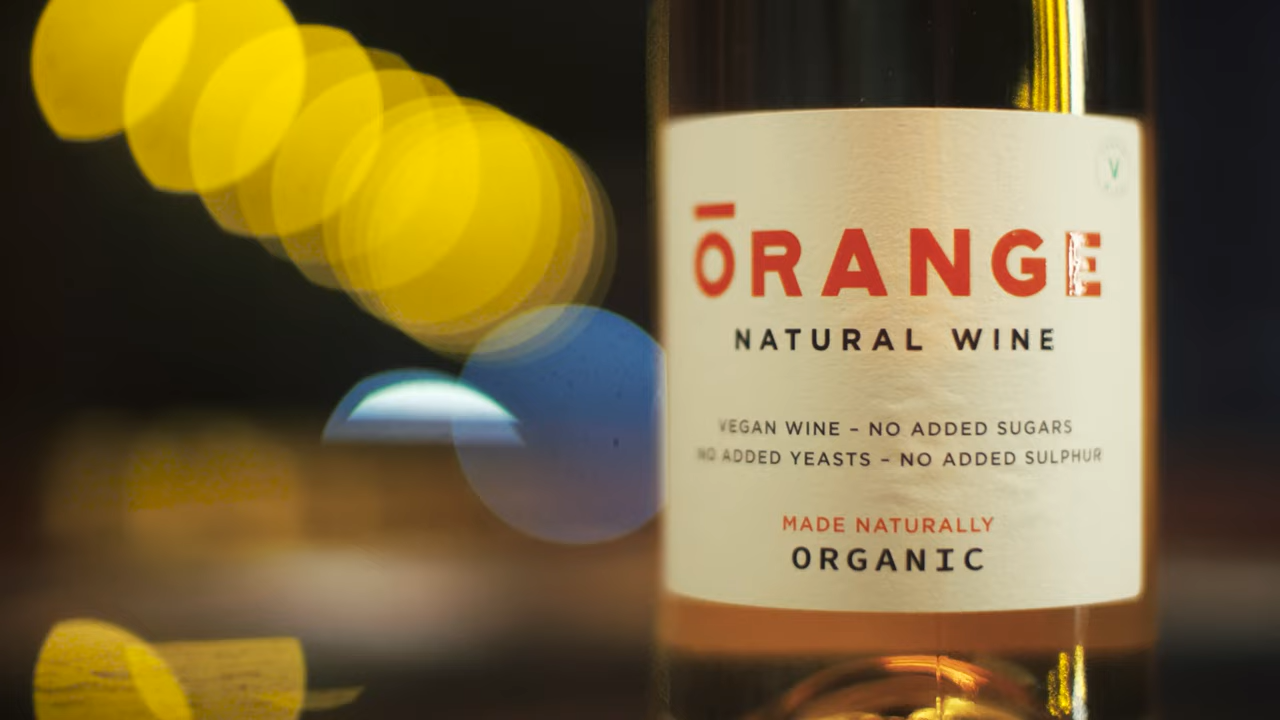 ŌRANGE
NATURAL WINE
VEGAN WINE – NO ADDED SUGARS
NO ADDED YEASTS – NO ADDED SULPHUR
MADE NATURALLY
ORGANIC